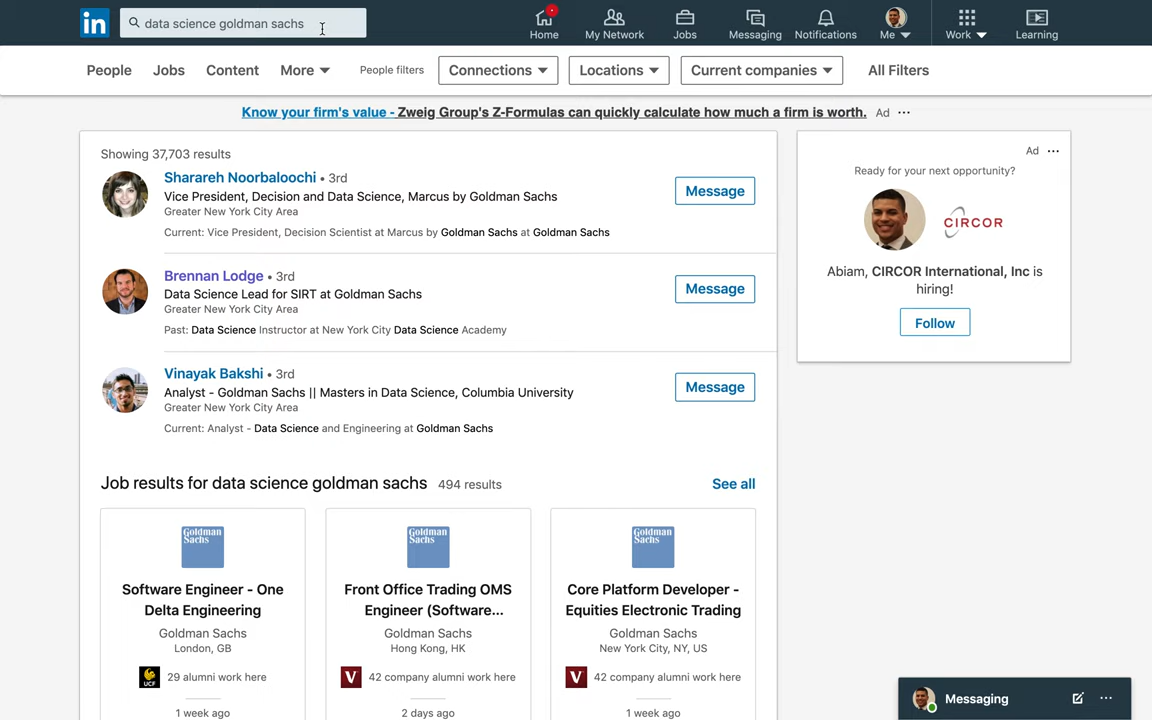 in
data science goldman sachs
Home
My Network
Jobs
Messaging
Notifications
Me
Work
Learning
People
Jobs
Content
More
People filters
Connections
Locations
Current companies
All Filters
Know your firm's value - Zweig Group's Z-Formulas can quickly calculate how much a firm is worth. Ad ...
Showing 37,703 results
Sharareh Noorbaloochi • 3rd
Vice President, Decision and Data Science, Marcus by Goldman Sachs
Greater New York City Area
Current: Vice President, Decision Scientist at Marcus by Goldman Sachs at Goldman Sachs
Message
Brennan Lodge • 3rd
Data Science Lead for SIRT at Goldman Sachs
Greater New York City Area
Past: Data Science Instructor at New York City Data Science Academy
Message
Vinayak Bakshi • 3rd
Analyst - Goldman Sachs || Masters in Data Science, Columbia University
Greater New York City Area
Current: Analyst - Data Science and Engineering at Goldman Sachs
Message
Job results for data science goldman sachs 494 results
See all
Goldman
Sachs
Software Engineer - One
Delta Engineering
Goldman Sachs
London, GB
UCF
29 alumni work here
1 week ago
Goldman
Sachs
Front Office Trading OMS
Engineer (Software...
Goldman Sachs
Hong Kong, HK
V
42 company alumni work here
2 days ago
Goldman
Sachs
Core Platform Developer -
Equities Electronic Trading
Goldman Sachs
New York City, NY, US
V
42 company alumni work here
1 week ago
Ad ...
Ready for your next opportunity?
CIRCOR
Abiam, CIRCOR International, Inc is
hiring!
Follow
Messaging